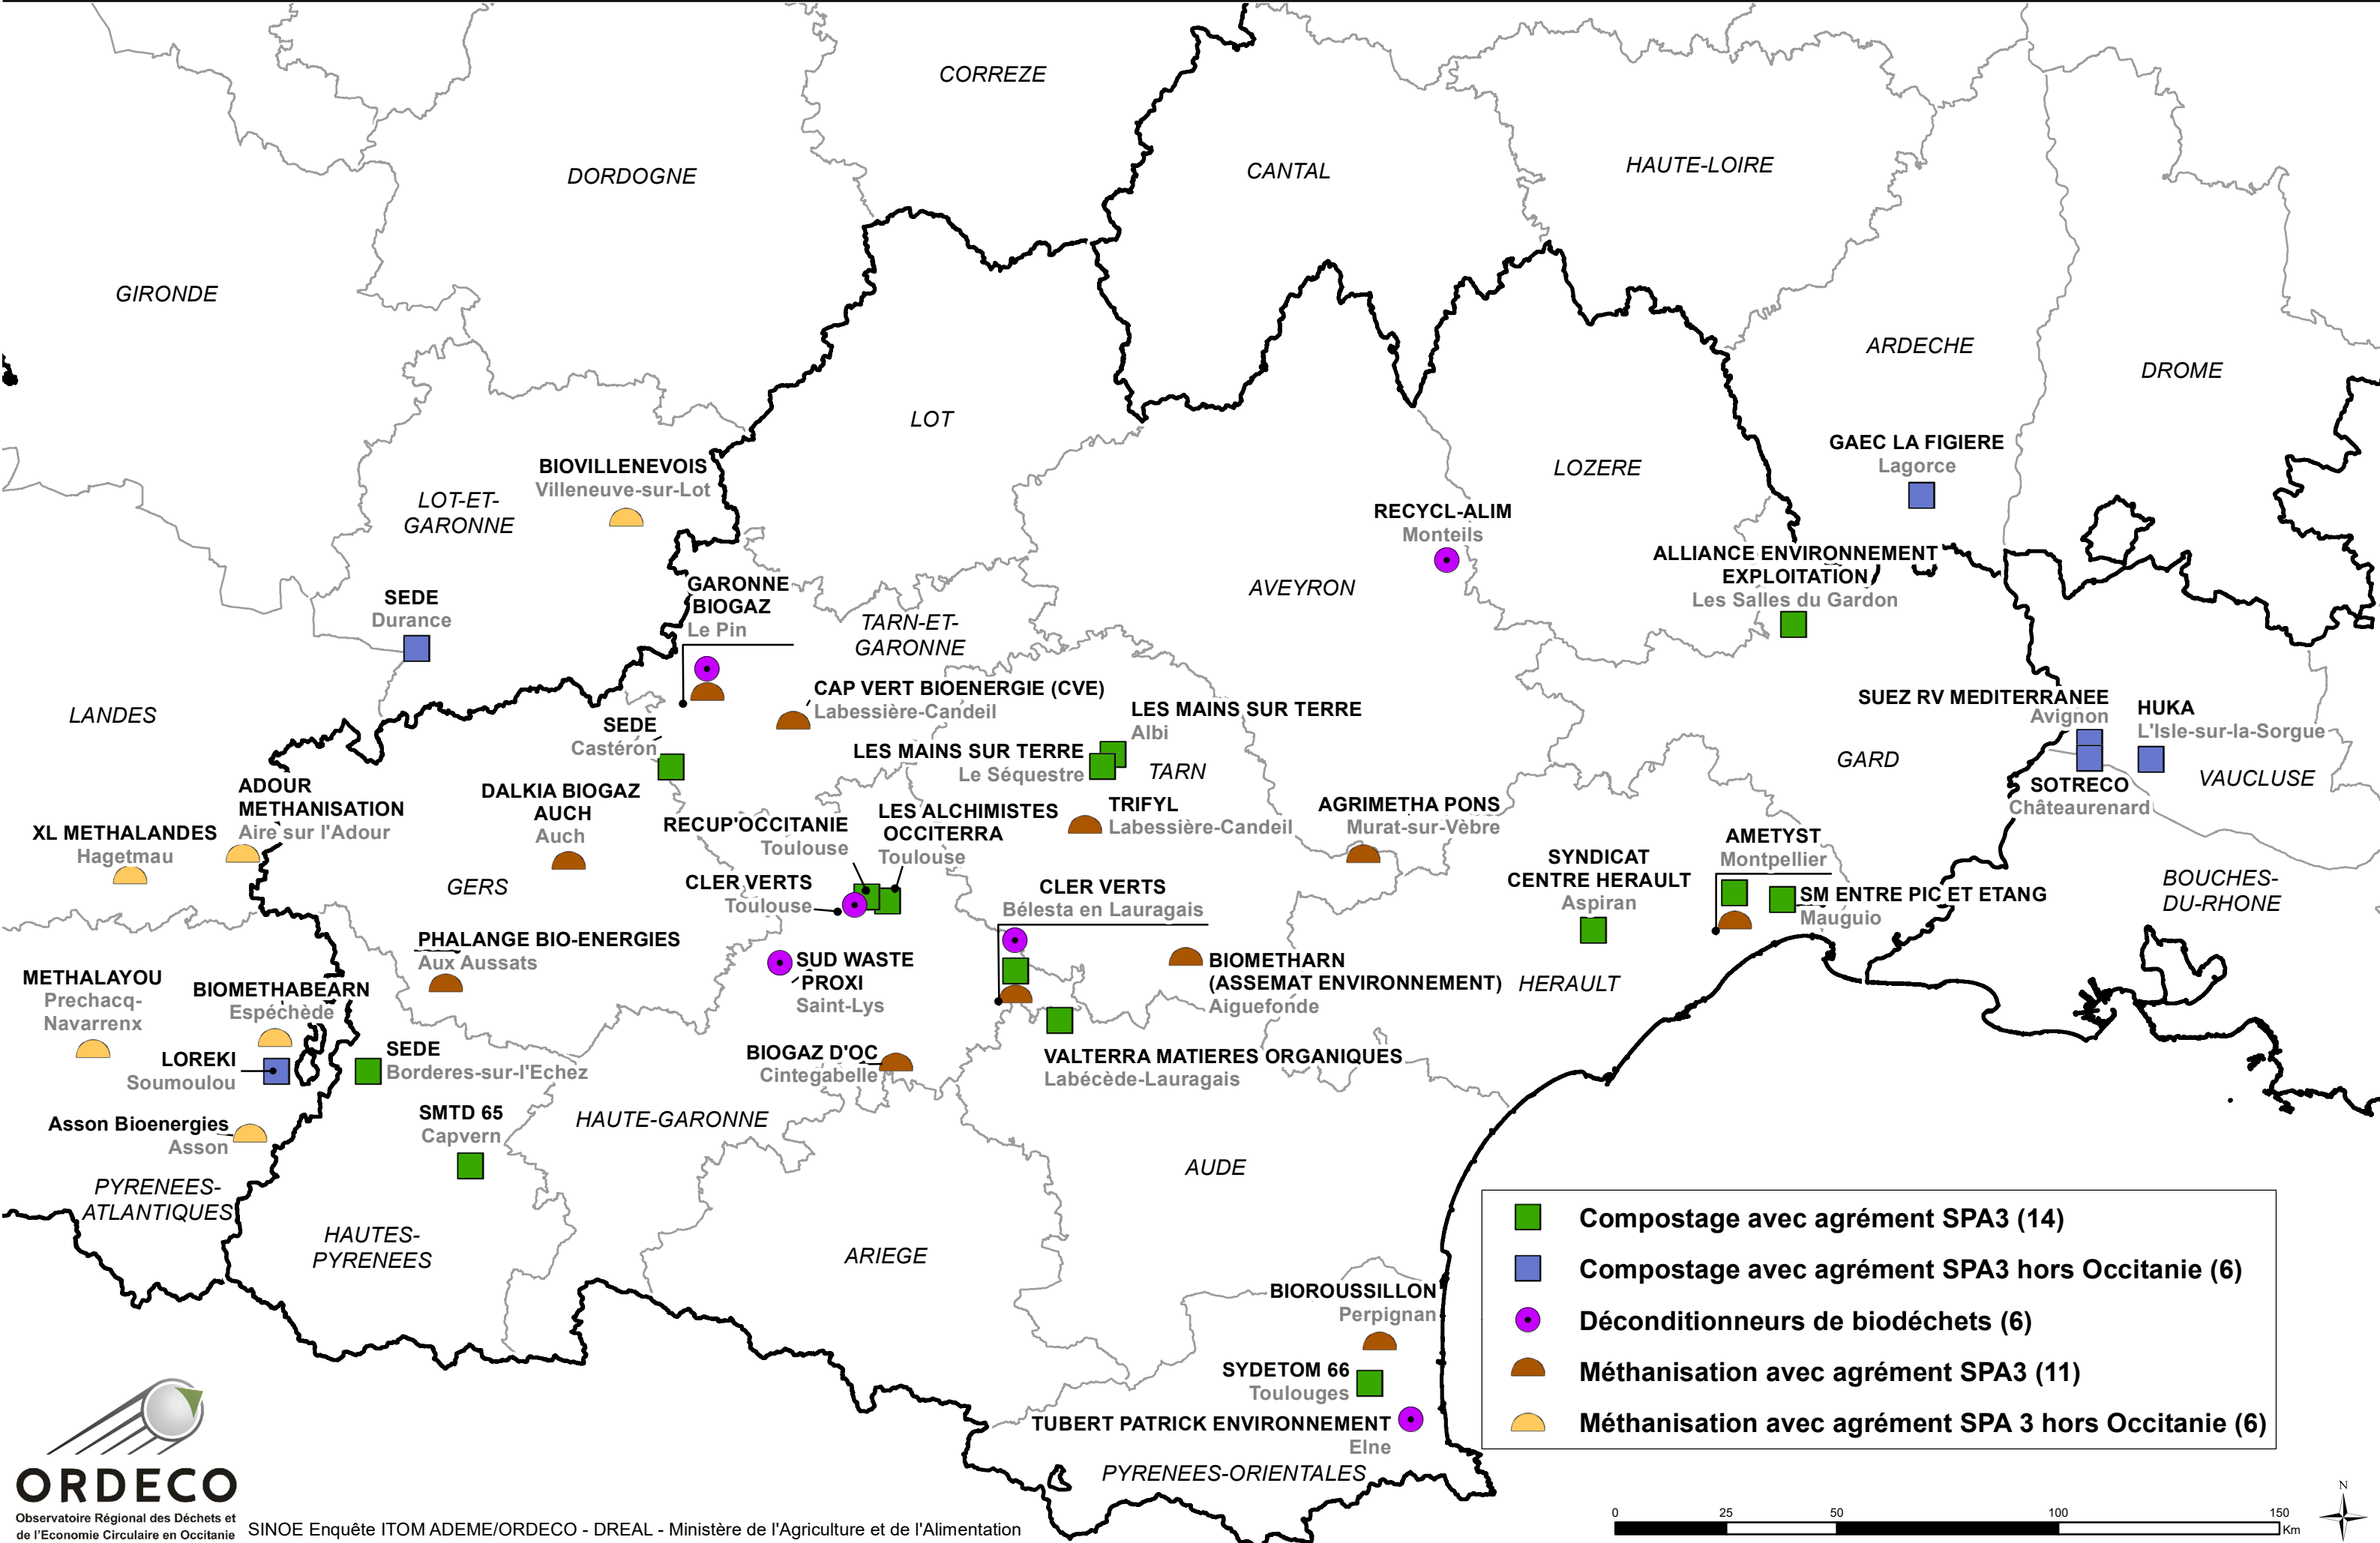 CORREZE
DORDOGNE
CANTAL
HAUTE-LOIRE
GIRONDE
ARDECHE
DROME
LOT
LOZERE
GAEC LA FIGIERE
Lagorce
BIOVILLENEVOIS
Villeneuve-sur-Lot
LOT-ET-
GARONNE
RECYCL-ALIM
Monteils
ALLIANCE ENVIRONNEMENT
EXPLOITATION
Les Salles du Gardon
AVEYRON
GARONNE
BIOGAZ
Le Pin
SEDE
Durance
TARN-ET-
GARONNE
LANDES
CAP VERT BIOENERGIE (CVE)
Labessière-Candeil
SEDE
Castéron
LES MAINS SUR TERRE
Albi
LES MAINS SUR TERRE
Le Séquestre
TARN
SUEZ RV MEDITERRANEE
Avignon
HUKA
L'Isle-sur-la-Sorgue
GARD
VAUCLUSE
SOTRECO
Châteaurenard
ADOUR
METHANISATION
Aire sur l'Adour
XL METHALANDES
Hagetmau
DALKIA BIOGAZ
AUCH
Auch
RECUP'OCCITANIE
Toulouse
LES ALCHIMISTES
OCCITERRA
Toulouse
TRIFYL
Labessière-Candeil
AGRIMETHA PONS
Murat-sur-Vèbre
AMETYST
Montpellier
SYNDICAT
CENTRE HERAULT
Aspiran
SM ENTRE PIC ET ETANG
Mauguio
BOUCHES-
DU-RHONE
GERS
CLER VERTS
Toulouse
CLER VERTS
Bélesta en Lauragais
PHALANGE BIO-ENERGIES
Aux Aussats
SUD WASTE
PROXI
Saint-Lys
BIOMETHARN
(ASSEMAT ENVIRONNEMENT)
Aiguefonde
HERAULT
METHALAYOU
Prechacq-
Navarrenx
BIOMETHABEARN
Espéchède
LOREKI
Soumoulou
SEDE
Borderes-sur-l'Echez
BIOGAZ D'OC
Cintegabelle
VALTERRA MATIERES ORGANIQUES
Labécède-Lauragais
Asson Bioenergies
Asson
SMTD 65
Capvern
HAUTE-GARONNE
AUDE
PYRENEES-
ATLANTIQUES
HAUTES-
PYRENEES
ARIEGE
BIOROUSSILLON
Perpignan
SYDETOM 66
Toulouges
TUBERT PATRICK ENVIRONNEMENT
Elne
PYRENEES-ORIENTALES
Compostage avec agrément SPA3 (14)
Compostage avec agrément SPA3 hors Occitanie (6)
Déconditionneurs de biodéchets (6)
Méthanisation avec agrément SPA3 (11)
Méthanisation avec agrément SPA 3 hors Occitanie (6)
ORDECO
Observatoire Régional des Déchets et
de l'Economie Circulaire en Occitanie
SINOE Enquête ITOM ADEME/ORDECO - DREAL - Ministère de l'Agriculture et de l'Alimentation
0 25 50 100 150
Km
N